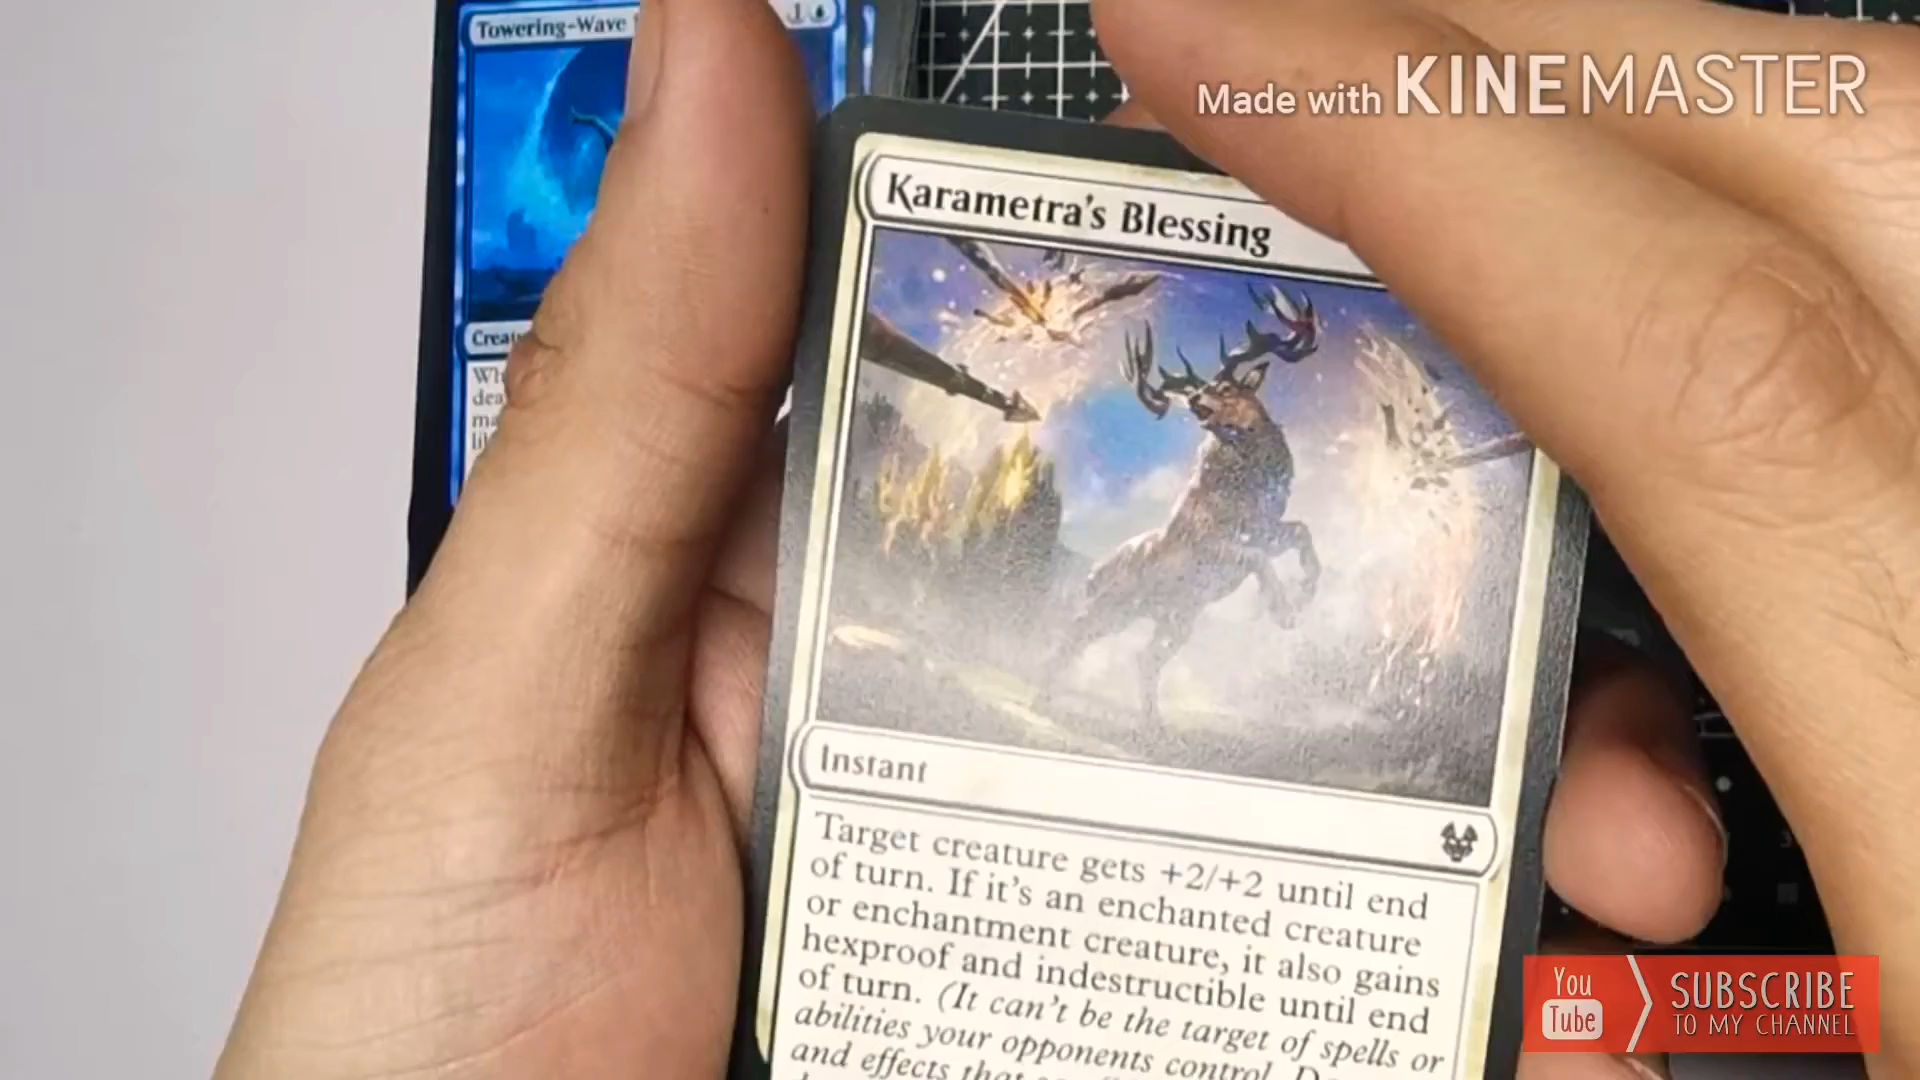 Towering-Wave
1
Made with KINEMASTER
Karametra's Blessing
Instant
Target creature gets +2/+2 until end
of turn. If it's an enchanted creature
or enchantment creature, it also gains
hexproof and indestructible until end
of turn. (It can't be the target of spells or
abilities your opponents control.
and effects that
You
Tube
SUBSCRIBE
TO MY CHANNEL